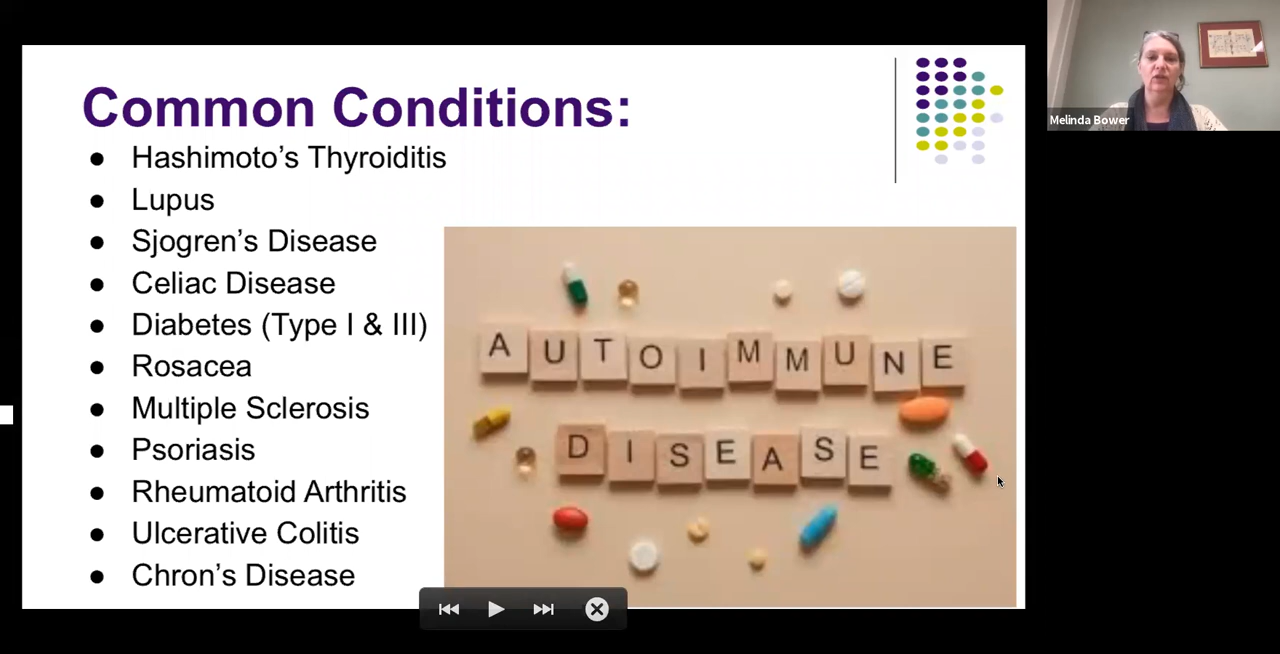 Common Conditions:
● Hashimoto’s Thyroiditis
● Lupus
● Sjogren’s Disease
● Celiac Disease
● Diabetes (Type I & III)
● Rosacea
● Multiple Sclerosis
● Psoriasis
● Rheumatoid Arthritis
● Ulcerative Colitis
● Chron’s Disease
AUTOIMMUNE
DISEASE
Melinda Bower